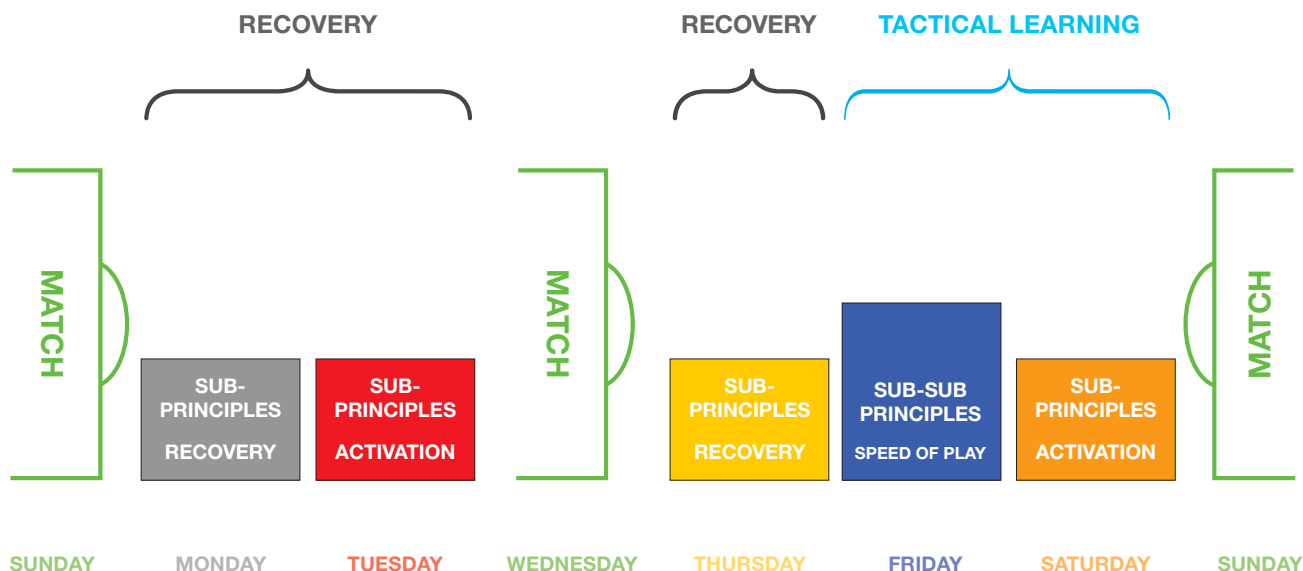 RECOVERY
RECOVERY
TACTICAL LEARNING
MATCH
SUB-
PRINCIPLES
RECOVERY
SUB-
PRINCIPLES
ACTIVATION
MATCH
SUB-
PRINCIPLES
RECOVERY
SUB-SUB
PRINCIPLES
SPEED OF PLAY
SUB-
PRINCIPLES
ACTIVATION
MATCH
SUNDAY
MONDAY
TUESDAY
WEDNESDAY
THURSDAY
FRIDAY
SATURDAY
SUNDAY